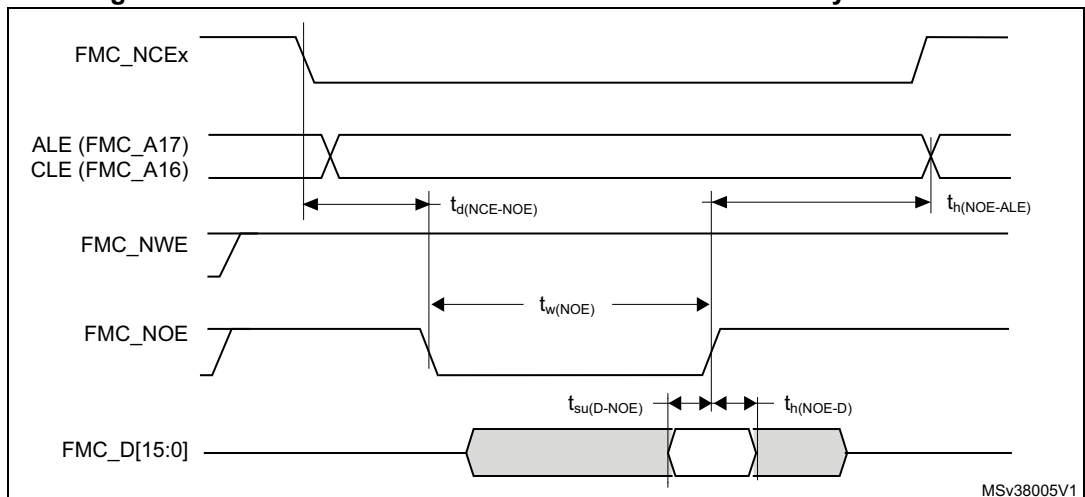 FMC_NCEx
ALE (FMC_A17)
CLE (FMC_A16)
td(NCE-NOE)
th(NOE-ALE)
FMC_NWE
tw(NOE)
FMC_NOE
tsu(D-NOE)
th(NOE-D)
FMC_D[15:0]
MSv38005V1